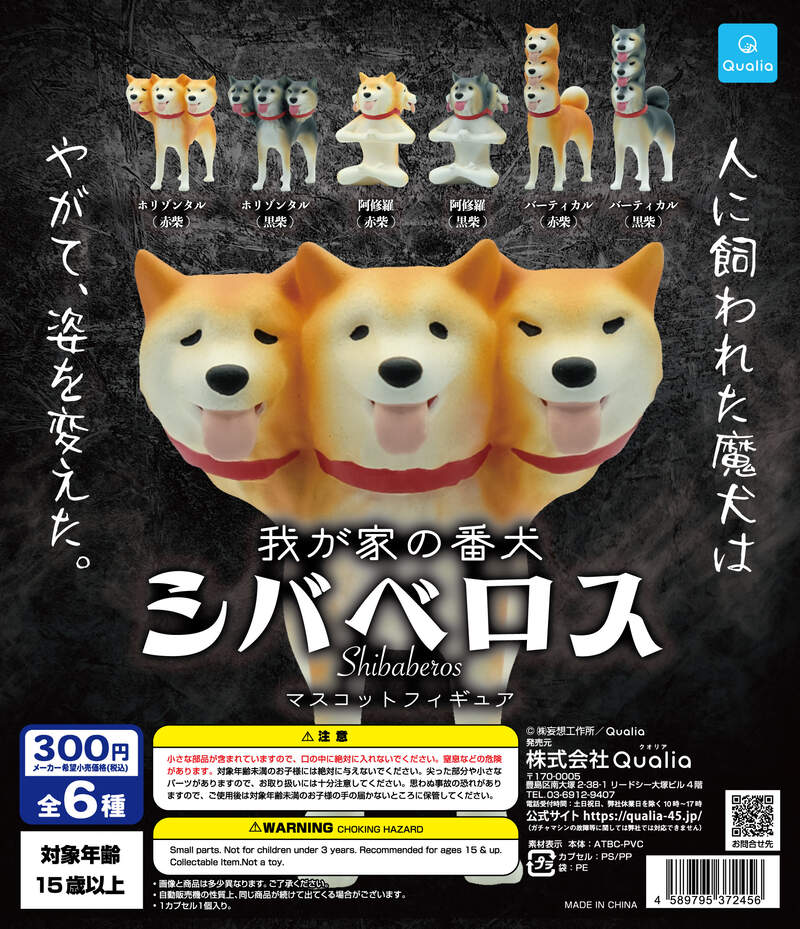 Qualia
ホリゾンタル
（赤柴）
ホリゾンタル
（黒柴）
阿修羅
（赤柴）
阿修羅
（黒柴）
バーティカル
（赤柴）
バーティカル
（黒柴）
人に飼われた魔犬は
やがて、姿を変えた。
我が家の番犬
シバベロス
Shibaberos
マスコットフィギュア
300円
メーカー希望小売価格(税込)
全6種
対象年齢
15歳以上
⚠注意
小さな部品が含まれていますので、口の中に絶対に入れないでください。窒息などの危険
があります。対象年齢未満のお子様には絶対に与えないでください。尖った部分や小さな
パーツがありますので、お取り扱いには十分注意してください。思わぬ事故の恐れがあり
ますので、ご使用後は対象年齢未満のお子様の手の届かないところに保管してください。
⚠WARNING CHOKING HAZARD
Small parts. Not for children under 3 years. Recommended for ages 15 & up.
Collectable Item.Not a toy.
・画像と商品は多少異なります。ご了承ください。
・自動販売機の性質上、同じ商品が続けて出てくる場合がございます。
・1カプセル1個入り。
© ㈱妄想工作所／Qualia
発売元
クオリア
株式会社Qualia
〒170-0005
豊島区南大塚 2-38-1 リードシー大塚ビル 4階
TEL.03-6912-9407
電話受付時間：土日祝日、弊社休業日を除く10時〜17時
公式サイト https://qualia-45.jp/
（ガチャマシンの故障等に関しては弊社では対応できません）
お問合せ先
素材表示 本体：ATBC-PVC
プラ
カプセル：PS/PP
袋：PE
MADE IN CHINA
4 589795 372456